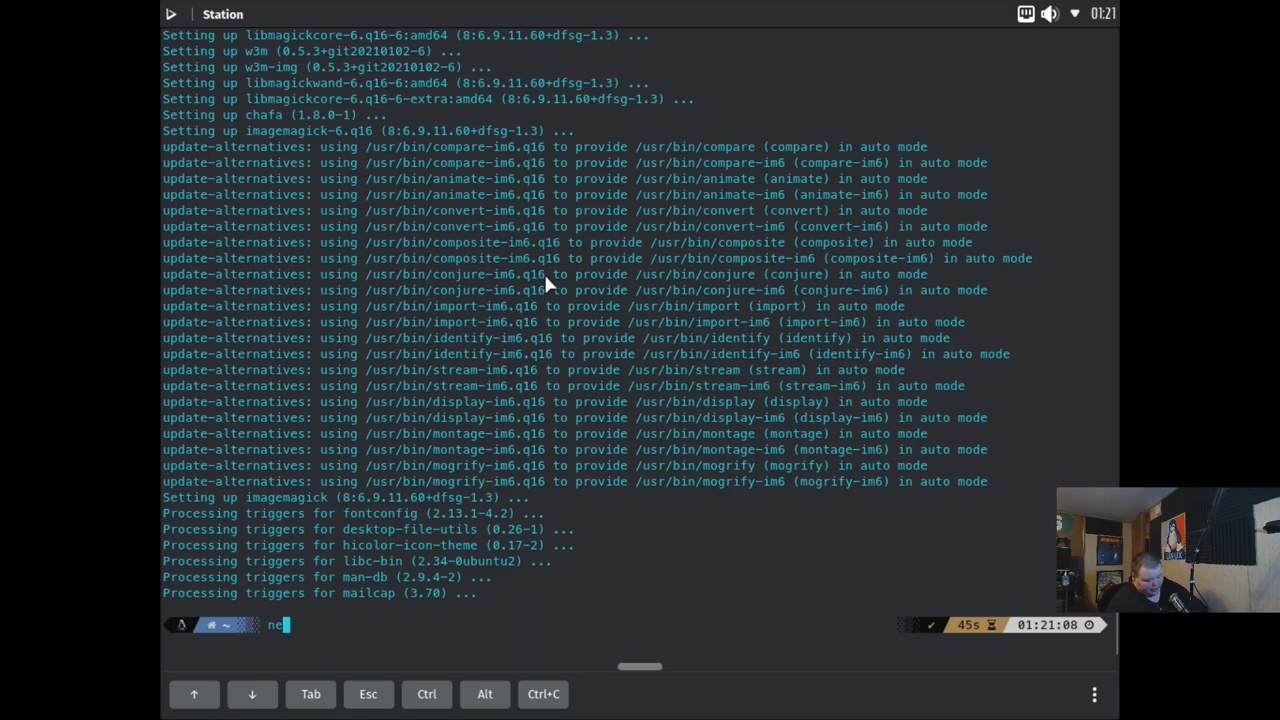 Station
01:21
Setting up libmagickcore-6.q16-6:amd64 (8:6.9.11.60+dfsg-1.3) ...
Setting up w3m (0.5.3+git20210102-6) ...
Setting up w3m-img (0.5.3+git20210102-6) ...
Setting up libmagickwand-6.q16-6:amd64 (8:6.9.11.60+dfsg-1.3) ...
Setting up libmagickcore-6.q16-6-extra:amd64 (8:6.9.11.60+dfsg-1.3) ...
Setting up chafa (1.8.0-1) ...
Setting up imagemagick-6.q16 (8:6.9.11.60+dfsg-1.3) ...
update-alternatives: using /usr/bin/compare-im6.q16 to provide /usr/bin/compare (compare) in auto mode
update-alternatives: using /usr/bin/compare-im6.q16 to provide /usr/bin/compare-im6 (compare-im6) in auto mode
update-alternatives: using /usr/bin/animate-im6.q16 to provide /usr/bin/animate (animate) in auto mode
update-alternatives: using /usr/bin/animate-im6.q16 to provide /usr/bin/animate-im6 (animate-im6) in auto mode
update-alternatives: using /usr/bin/convert-im6.q16 to provide /usr/bin/convert (convert) in auto mode
update-alternatives: using /usr/bin/convert-im6.q16 to provide /usr/bin/convert-im6 (convert-im6) in auto mode
update-alternatives: using /usr/bin/composite-im6.q16 to provide /usr/bin/composite (composite) in auto mode
update-alternatives: using /usr/bin/composite-im6.q16 to provide /usr/bin/composite-im6 (composite-im6) in auto mode
update-alternatives: using /usr/bin/conjure-im6.q16 to provide /usr/bin/conjure (conjure) in auto mode
update-alternatives: using /usr/bin/conjure-im6.q16 to provide /usr/bin/conjure-im6 (conjure-im6) in auto mode
update-alternatives: using /usr/bin/import-im6.q16 to provide /usr/bin/import (import) in auto mode
update-alternatives: using /usr/bin/import-im6.q16 to provide /usr/bin/import-im6 (import-im6) in auto mode
update-alternatives: using /usr/bin/identify-im6.q16 to provide /usr/bin/identify (identify) in auto mode
update-alternatives: using /usr/bin/identify-im6.q16 to provide /usr/bin/identify-im6 (identify-im6) in auto mode
update-alternatives: using /usr/bin/stream-im6.q16 to provide /usr/bin/stream (stream) in auto mode
update-alternatives: using /usr/bin/stream-im6.q16 to provide /usr/bin/stream-im6 (stream-im6) in auto mode
update-alternatives: using /usr/bin/display-im6.q16 to provide /usr/bin/display (display) in auto mode
update-alternatives: using /usr/bin/display-im6.q16 to provide /usr/bin/display-im6 (display-im6) in auto mode
update-alternatives: using /usr/bin/montage-im6.q16 to provide /usr/bin/montage (montage) in auto mode
update-alternatives: using /usr/bin/montage-im6.q16 to provide /usr/bin/montage-im6 (montage-im6) in auto mode
update-alternatives: using /usr/bin/mogrify-im6.q16 to provide /usr/bin/mogrify (mogrify) in auto mode
update-alternatives: using /usr/bin/mogrify-im6.q16 to provide /usr/bin/mogrify-im6 (mogrify-im6) in auto mode
Setting up imagemagick (8:6.9.11.60+dfsg-1.3) ...
Processing triggers for fontconfig (2.13.1-4.2) ...
Processing triggers for desktop-file-utils (0.26-1) ...
Processing triggers for hicolor-icon-theme (0.17-2) ...
Processing triggers for libc-bin (2.34-0ubuntu2) ...
Processing triggers for man-db (2.9.4-2) ...
Processing triggers for mailcap (3.70) ...
~ ne ✓ 45s 01:21:08
↑ ↓ Tab Esc Ctrl Alt Ctrl+C